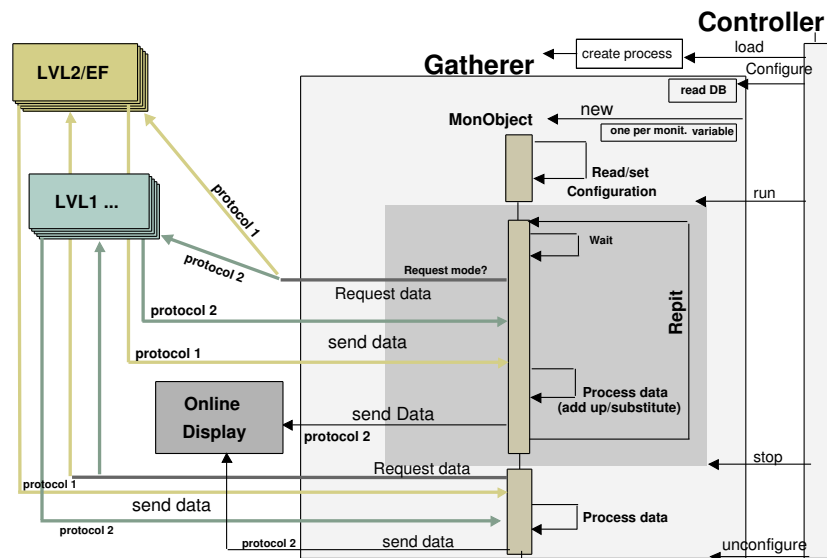 Controller
load
create process
Gatherer
LVL2/EF
Configure
read DB
new
MonObject
one per monit. variable
Read/set
Configuration
LVL1 ...
run
protocol 1
protocol 2
Wait
Request mode?
Request data
Repit
protocol 2
send data
protocol 1
Process data
(add up/substitute)
Online
Display
send Data
protocol 2
stop
Request data
protocol 1
send data
Process data
protocol 2
protocol 2
send data
unconfigure